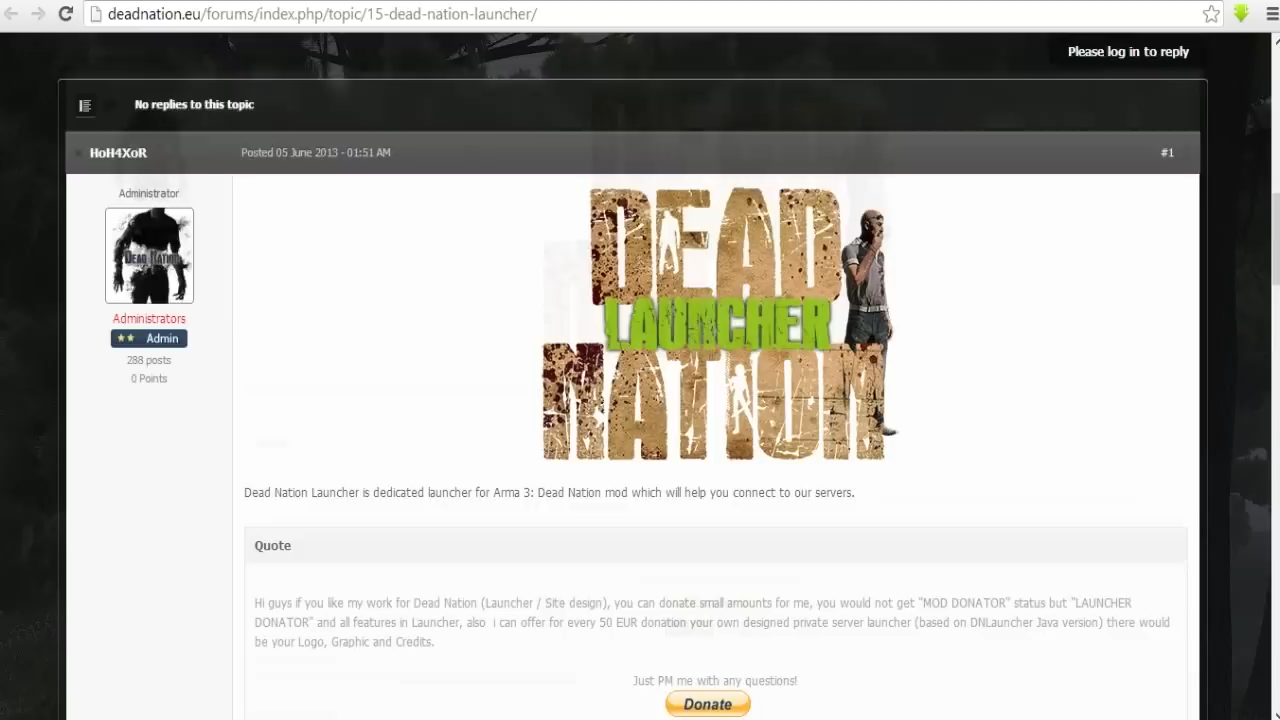 deadnation.eu/forums/index.php/topic/15-dead-nation-launcher/
Please log in to reply
No replies to this topic
HoH4XoR
Posted 05 June 2013 - 01:51 AM
#1
Administrator
DEAD NATION
Administrators
Admin
288 posts
0 Points
DEAD
LAUNCHER
NATION
Dead Nation Launcher is dedicated launcher for Arma 3: Dead Nation mod which will help you connect to our servers.
Quote
Hi guys if you like my work for Dead Nation (Launcher / Site design), you can donate small amounts for me, you would not get "MOD DONATOR" status but "LAUNCHER
DONATOR" and all features in Launcher, also i can offer for every 50 EUR donation your own designed private server launcher (based on DNLauncher Java version) there would
be your Logo, Graphic and Credits.
Just PM me with any questions!
Donate